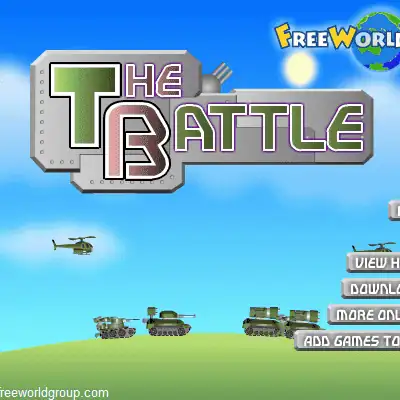 FREEWORLD
THE
BATTLE
VIEW H
DOWNLO
MORE ONL
ADD GAMES TO
freeworldgroup.com